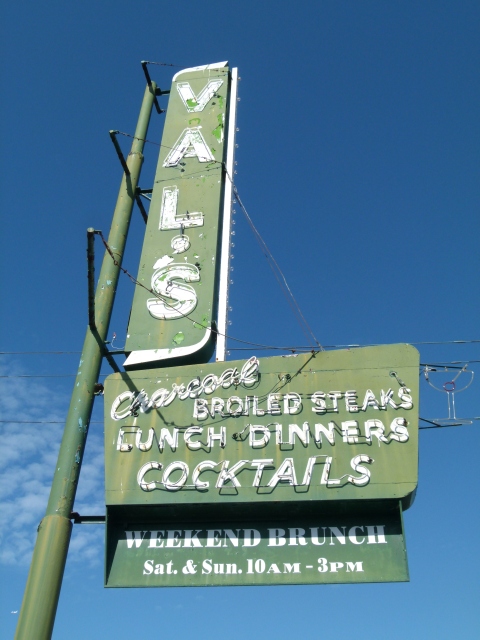 VAL'S
Charcoal
BROILED STEAKS
LUNCH DINNERS
COCKTAILS
WEEKEND BRUNCH
Sat. & Sun. 10AM - 3PM